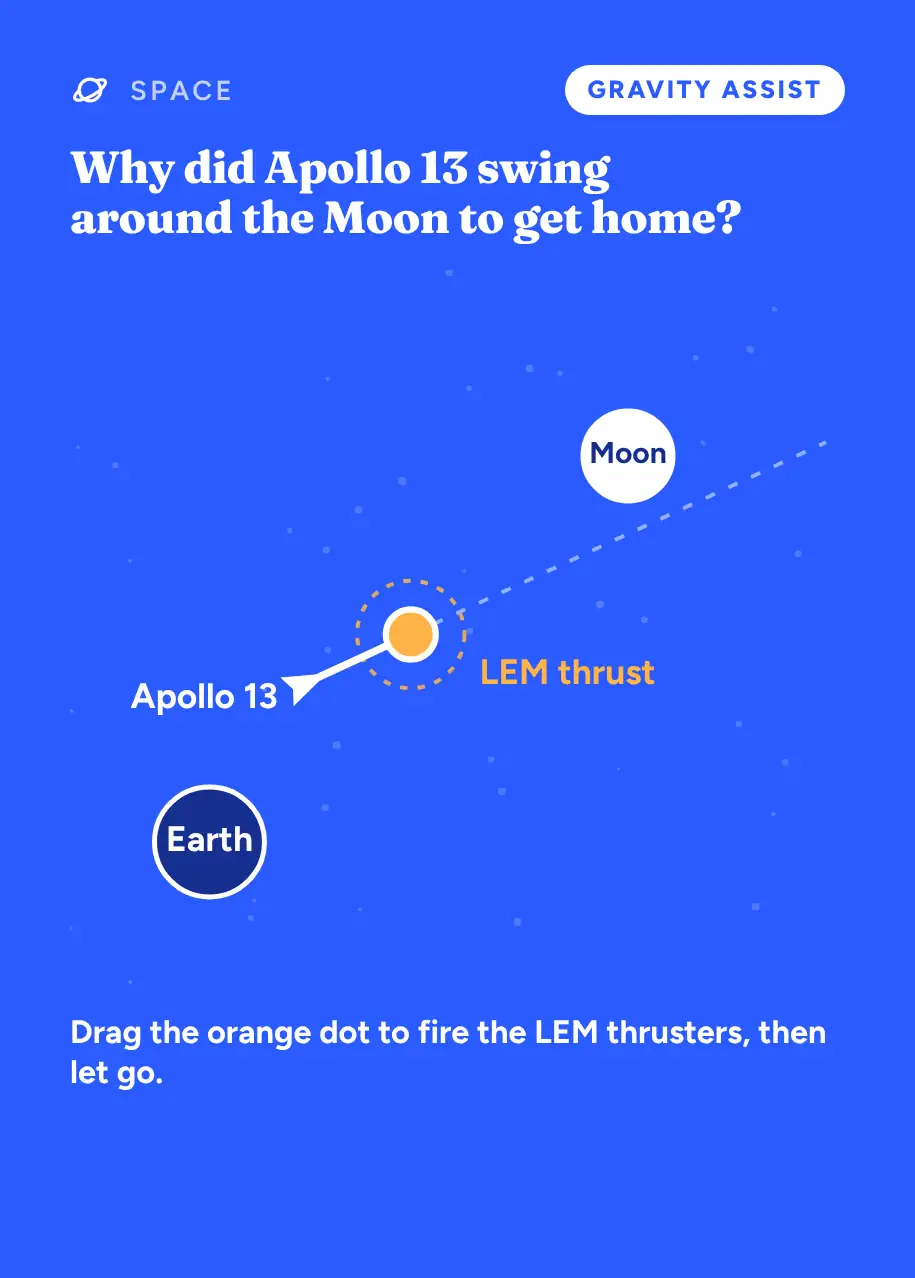 SPACE
GRAVITY ASSIST
Why did Apollo 13 swing
around the Moon to get home?
Moon
LEM thrust
Apollo 13
Earth
Drag the orange dot to fire the LEM thrusters, then
let go.